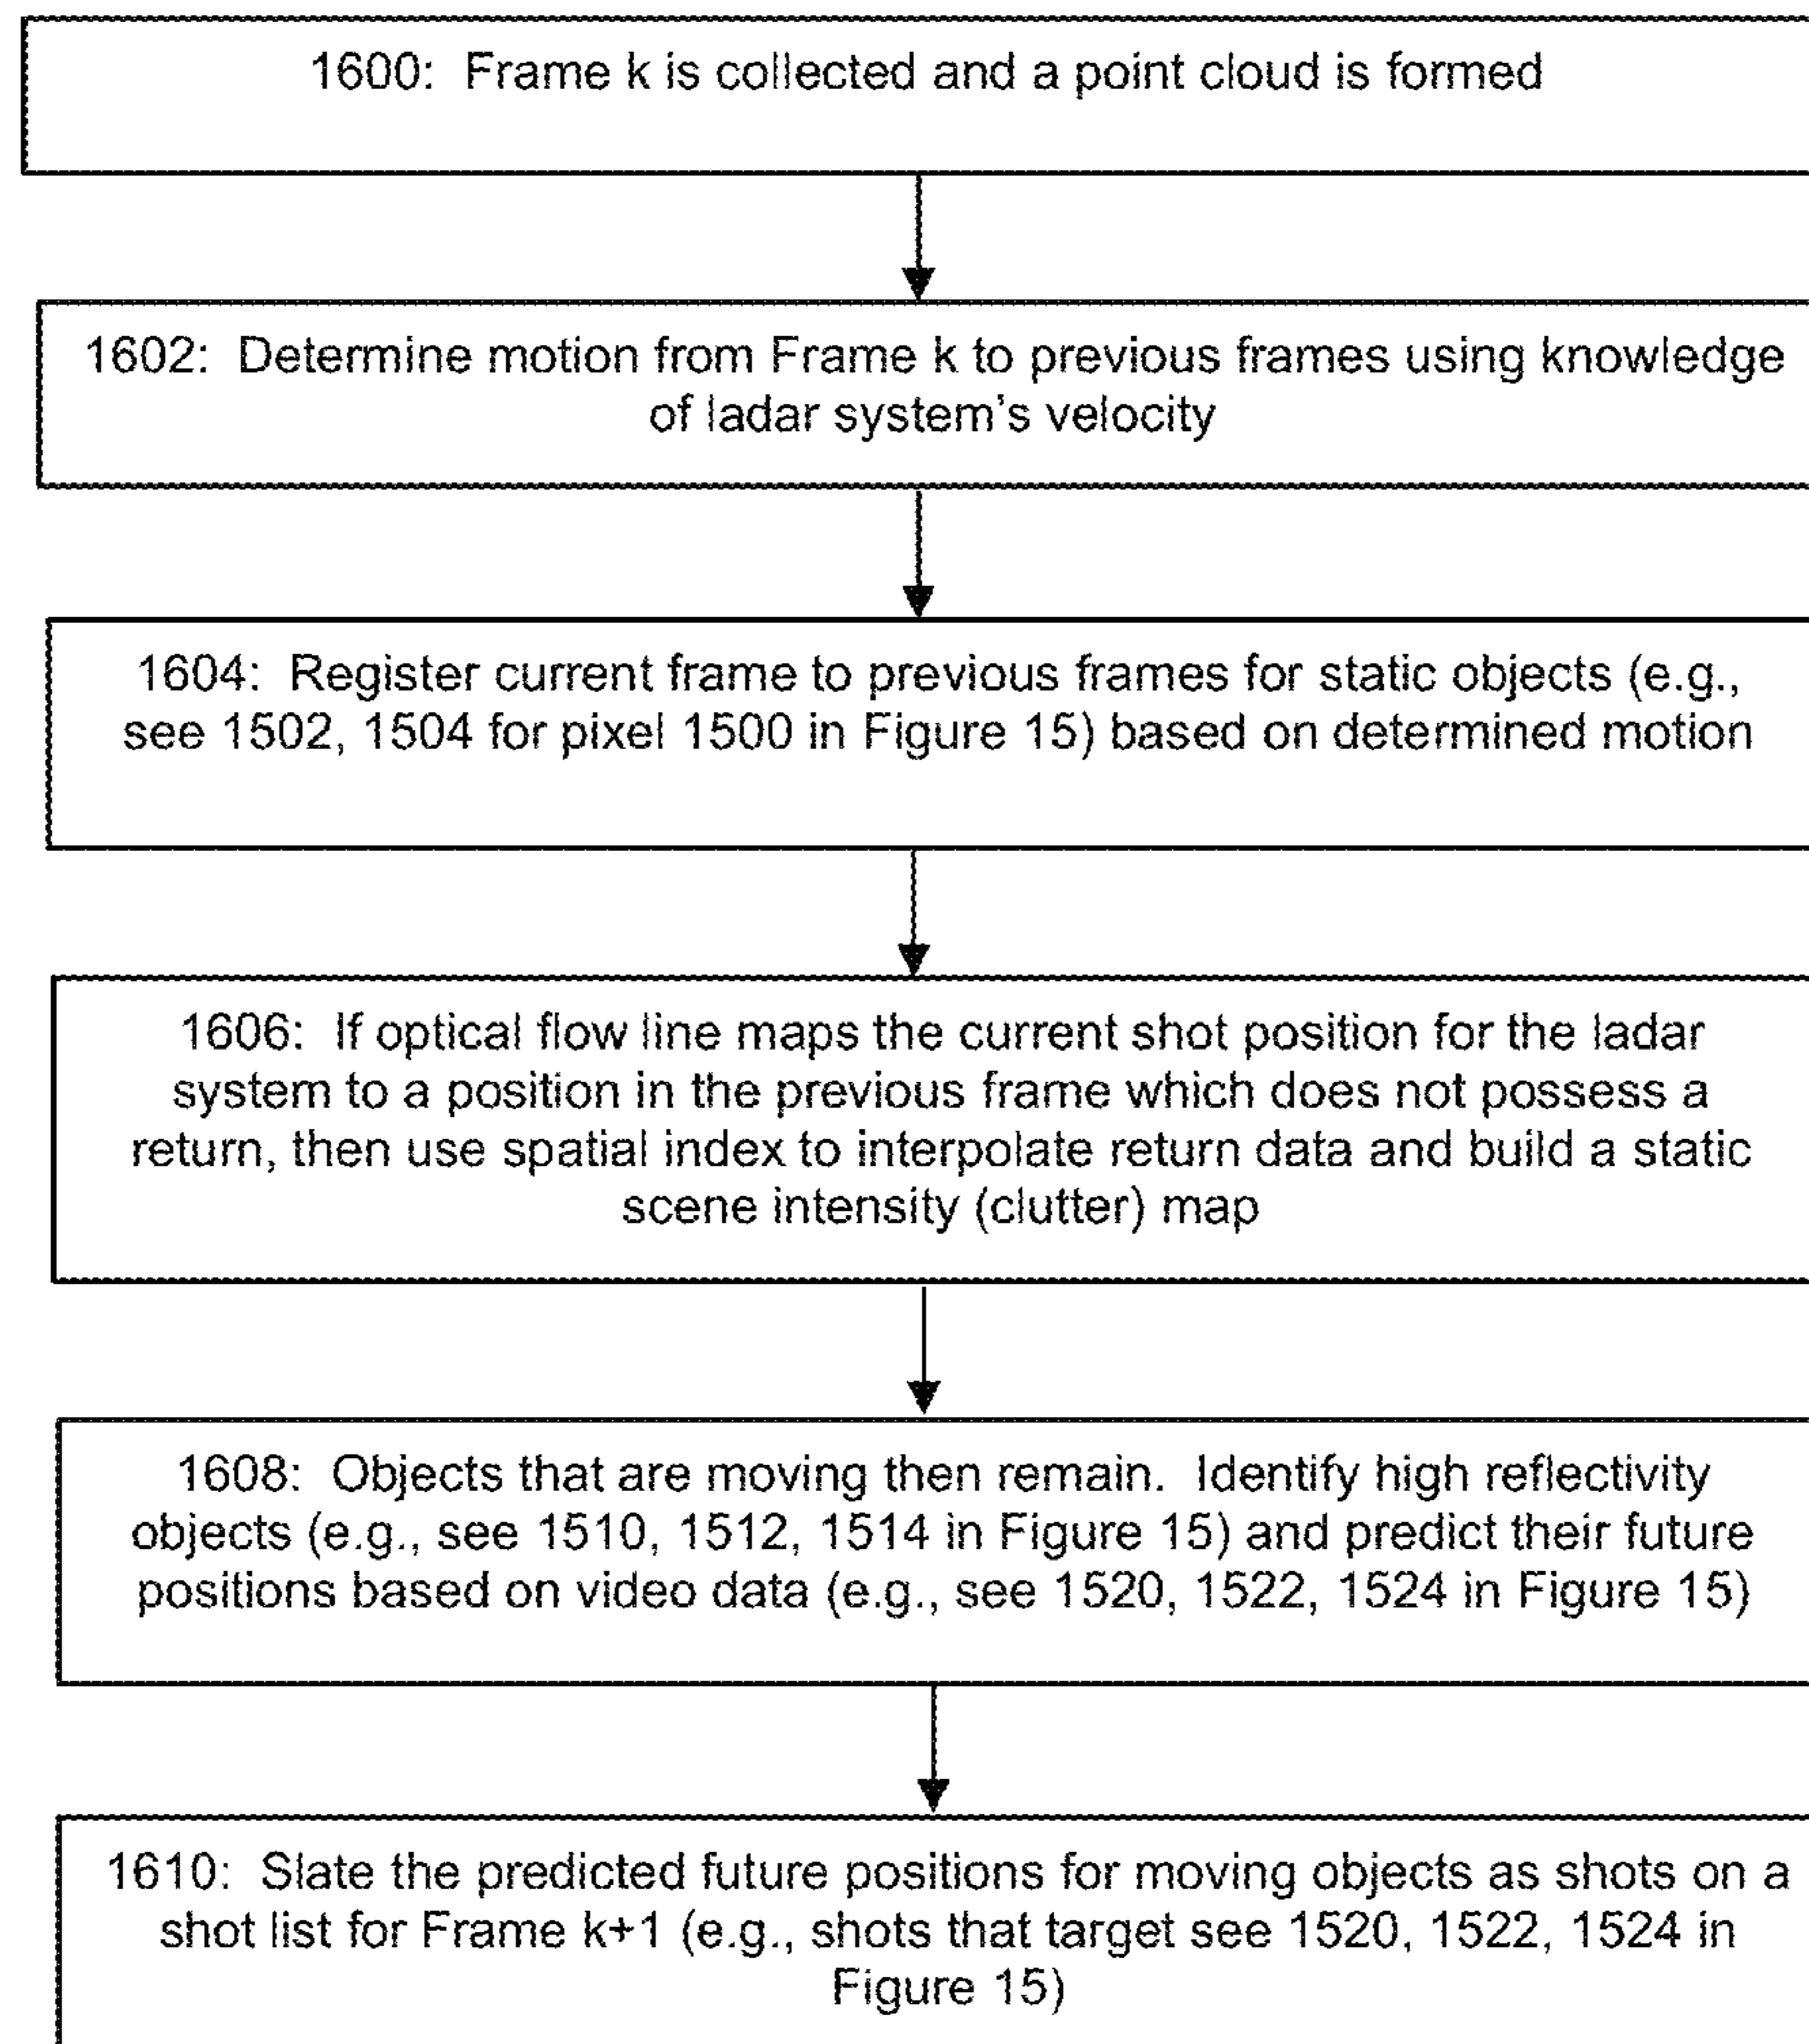 1600: Frame k is collected and a point cloud is formed
1602: Determine motion from Frame k to previous frames using knowledge
of ladar system's velocity
1604: Register current frame to previous frames for static objects (e.g.,
see 1502, 1504 for pixel 1500 in Figure 15) based on determined motion
1606: If optical flow line maps the current shot position for the ladar
system to a position in the previous frame which does not possess a
return, then use spatial index to interpolate return data and build a static
scene intensity (clutter) map
1608: Objects that are moving then remain. Identify high reflectivity
objects (e.g., see 1510, 1512, 1514 in Figure 15) and predict their future
positions based on video data (e.g., see 1520, 1522, 1524 in Figure 15)
1610: Slate the predicted future positions for moving objects as shots on a
shot list for Frame k+1 (e.g., shots that target see 1520, 1522, 1524 in
Figure 15)